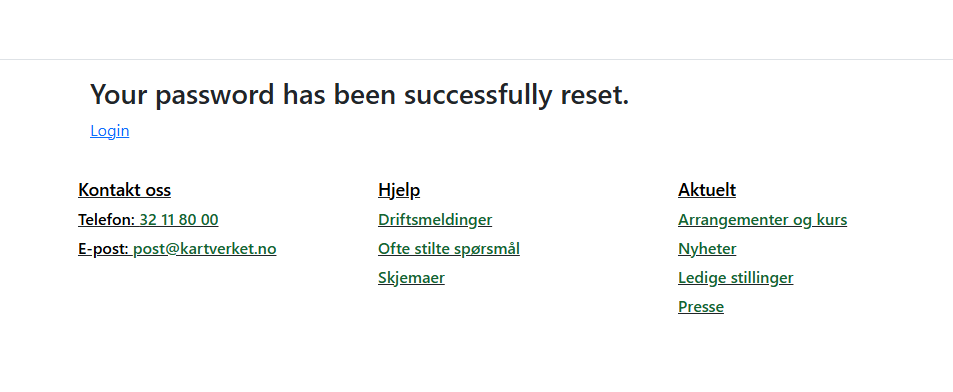 Your password has been successfully reset.
Login
Kontakt oss
Telefon: 32 11 80 00
E-post: post@kartverket.no
Hjelp
Driftsmeldinger
Ofte stilte spørsmål
Skjemaer
Aktuelt
Arrangementer og kurs
Nyheter
Ledige stillinger
Presse